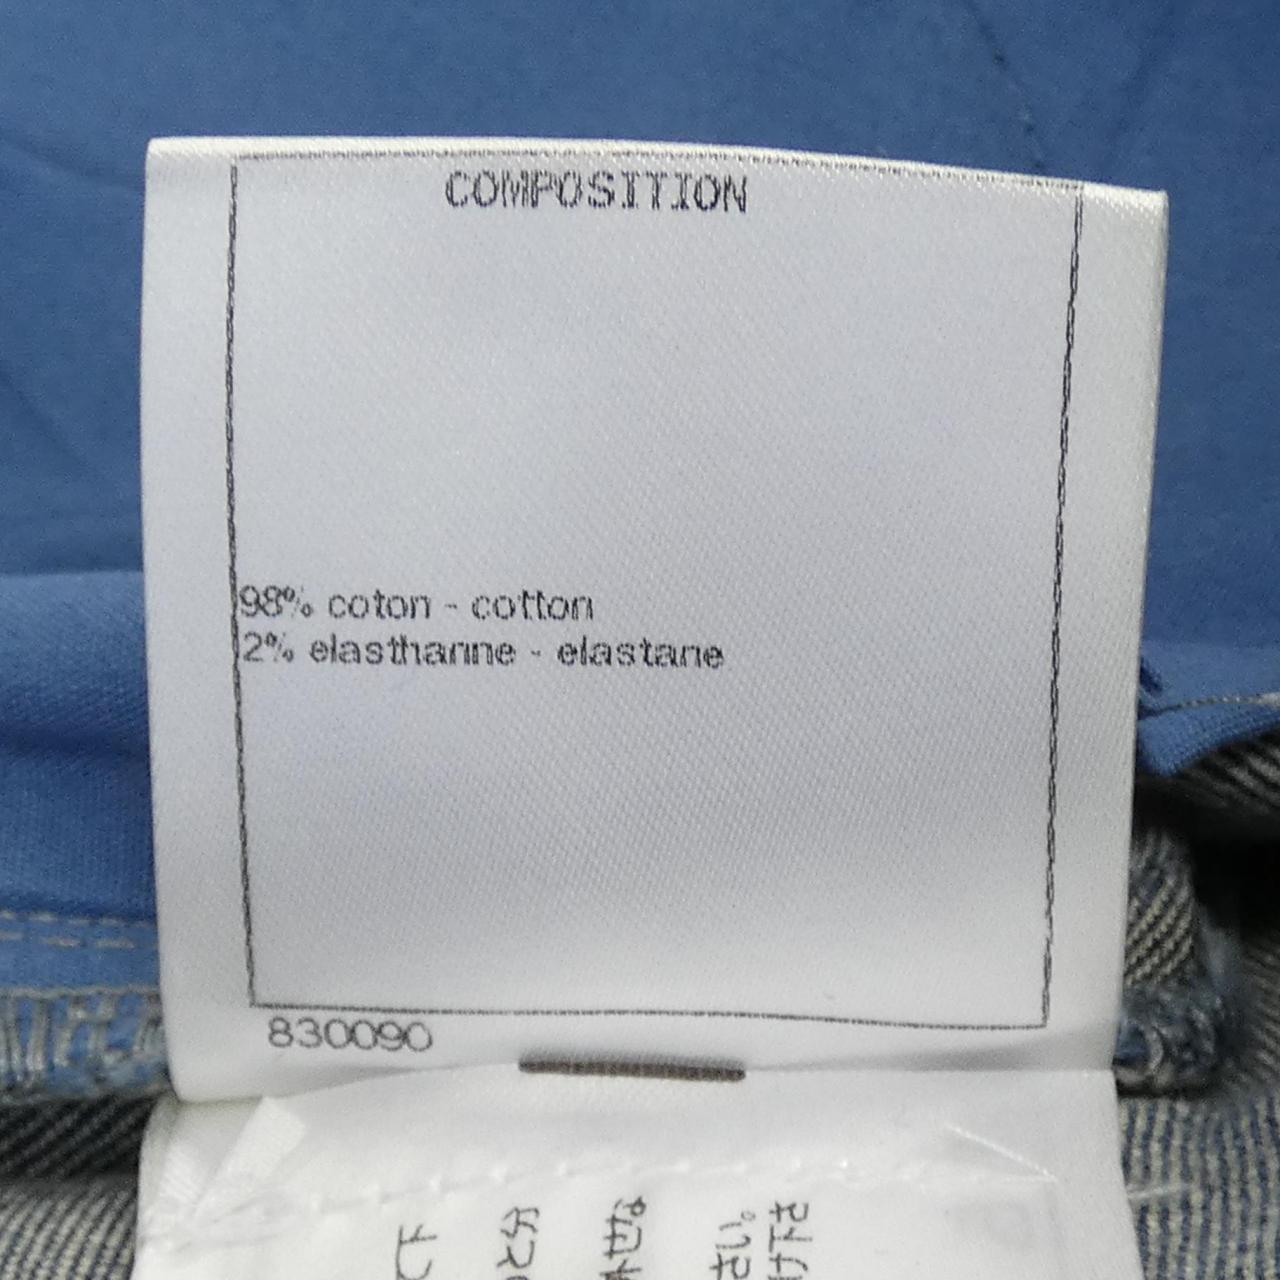 COMPOSITION
98% coton - cotton
2% elasthanne - elastane
830090